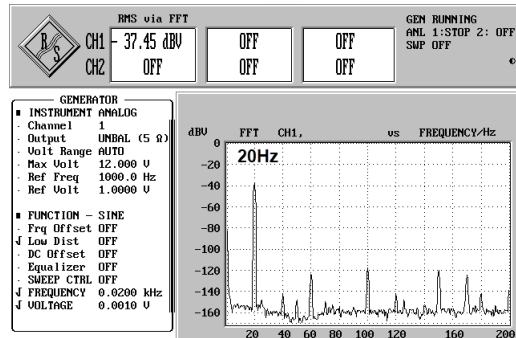 RMS via FFT
CH1 - 37.45 dBV OFF OFF
CH2 OFF OFF OFF
GEN RUNNING
ANL 1:STOP 2: OFF
SWP OFF
R S
GENERATOR
INSTRUMENT ANALOG
Channel 1
Output UNBAL (5 Ω)
Volt Range AUTO
Max Volt 12.000 V
Ref Freq 1000.0 Hz
Ref Volt 1.0000 V
FUNCTION - SINE
Frq Offset OFF
Low Dist OFF
DC Offset OFF
Equalizer OFF
SWEEP CTRL OFF
FREQUENCY 0.0200 kHz
VOLTAGE 0.0010 V
dBV FFT CH1, vs FREQUENCY/Hz
20Hz
0
-20
-40
-60
-80
-100
-120
-140
-160
20 40 60 80 100 120 160 200